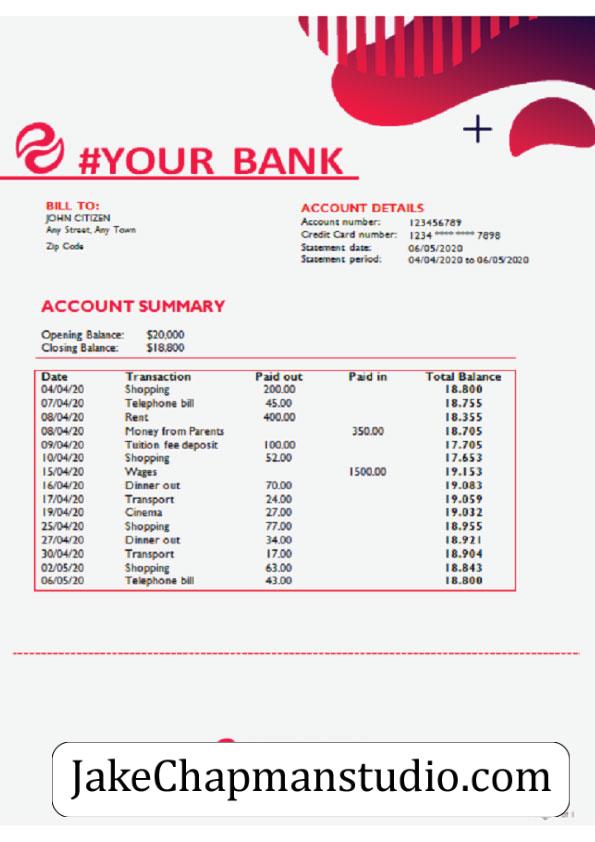 #YOUR BANK
BILL TO:
JOHN CITIZEN
Any Street, Any Town
Zip Code
ACCOUNT DETAILS
Account number: 123456789
Credit Card number: 1234 **** **** 7898
Statement date: 06/05/2020
Statement period: 04/04/2020 to 06/05/2020
ACCOUNT SUMMARY
Opening Balance: $20,000
Closing Balance: $18,800
Date Transaction Paid out Paid in Total Balance
04/04/20 Shopping 200.00 18.800
07/04/20 Telephone bill 45.00 18.755
08/04/20 Rent 400.00 18.355
08/04/20 Money from Parents 350.00 18.705
09/04/20 Tuition fee deposit 100.00 17.705
10/04/20 Shopping 52.00 17.653
15/04/20 Wages 1500.00 19.153
16/04/20 Dinner out 70.00 19.083
17/04/20 Transport 24.00 19.059
19/04/20 Cinema 27.00 19.032
25/04/20 Shopping 77.00 18.955
27/04/20 Dinner out 34.00 18.921
30/04/20 Transport 17.00 18.904
02/05/20 Shopping 63.00 18.843
06/05/20 Telephone bill 43.00 18.800
JakeChapmanstudio.com